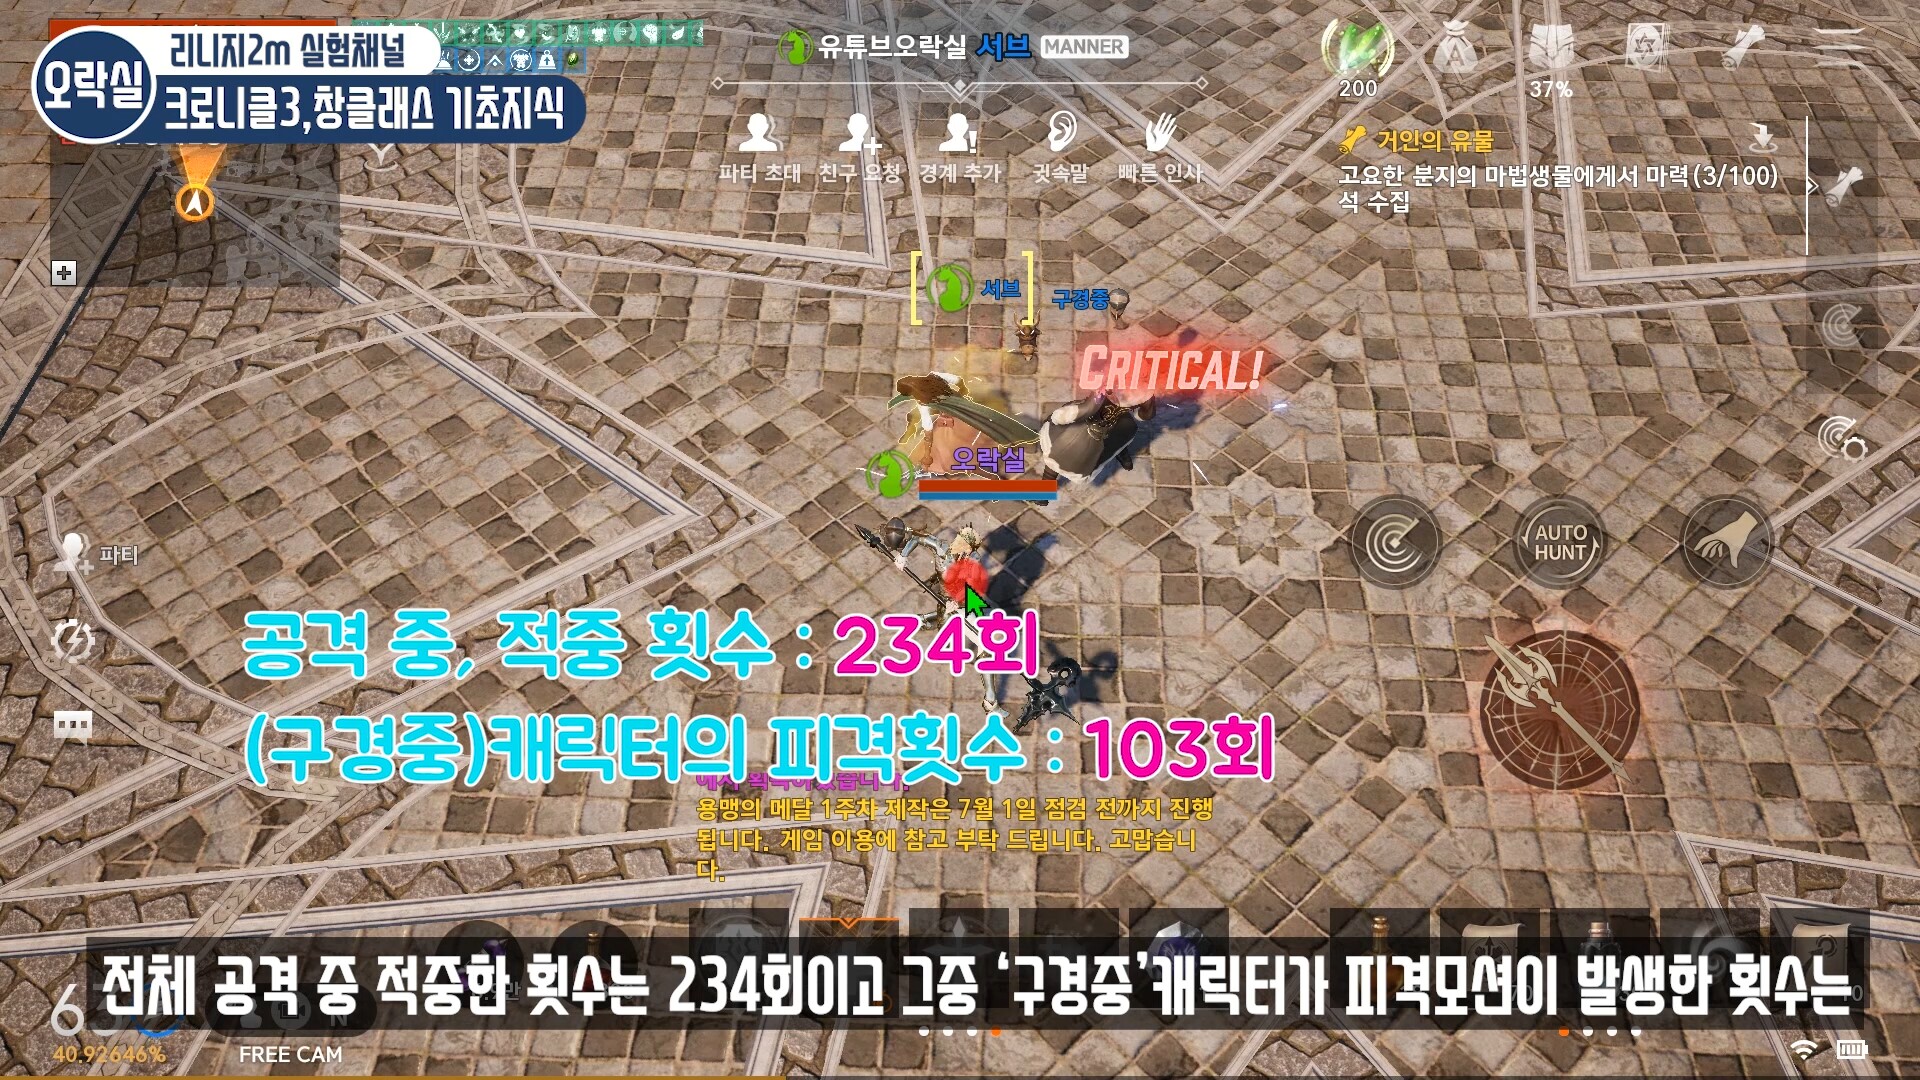 오락실
리니지2m 실험채널
크로니클3,창클래스 기초지식
유튜브오락실 서브 MANNER
200
37%
파티 초대
친구 요청
경계 추가
귓속말
빠른 인사
거인의 유물
고요한 분지의 마법생물에게서 마력(3/100)
석 수집
서브
구경중
CRITICAL!
오락실
파티
AUTO
HUNT
공격 중, 적중 횟수 : 234회
(구경중)캐릭터의 피격횟수 : 103회
용맹의 메달 1주차 제작은 7월 1일 점검 전까지 진행
됩니다. 게임 이용에 참고 부탁 드립니다. 고맙습니
다.
전체 공격 중 적중한 횟수는 234회이고 그중 ‘구경중’캐릭터가 피격모션이 발생한 횟수는
40.92646%
FREE CAM